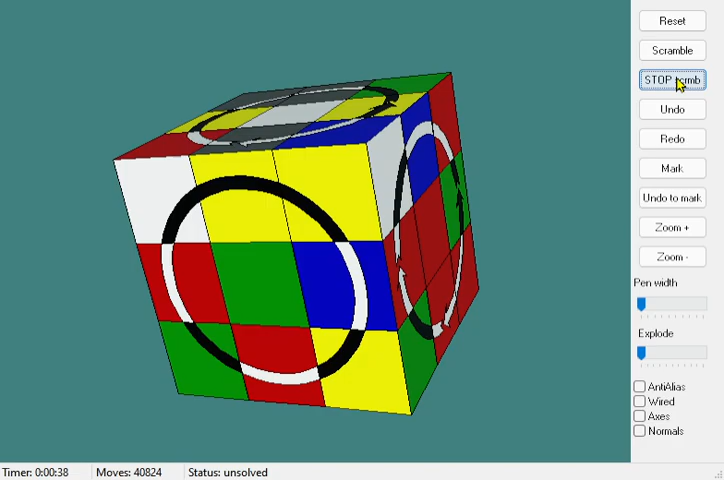 Reset
Scramble
STOP scrmb
Undo
Redo
Mark
Undo to mark
Zoom +
Zoom -
Pen width
Explode
AntiAlias
Wired
Axes
Normals
Timer: 0:00:38 Moves: 40824 Status: unsolved